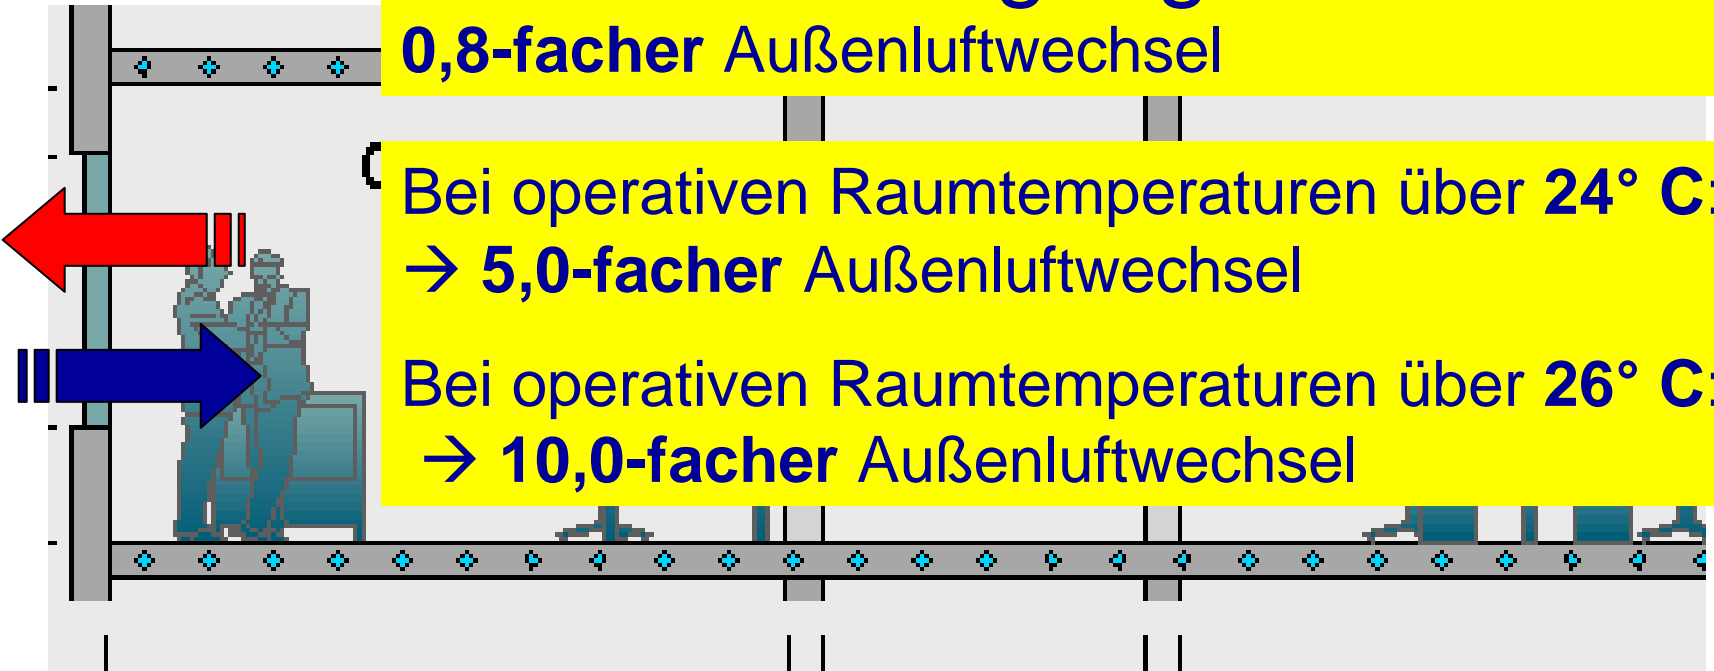 0,8-facher Außenluftwechsel
Bei operativen Raumtemperaturen über 24° C:
→ 5,0-facher Außenluftwechsel
Bei operativen Raumtemperaturen über 26° C:
→ 10,0-facher Außenluftwechsel